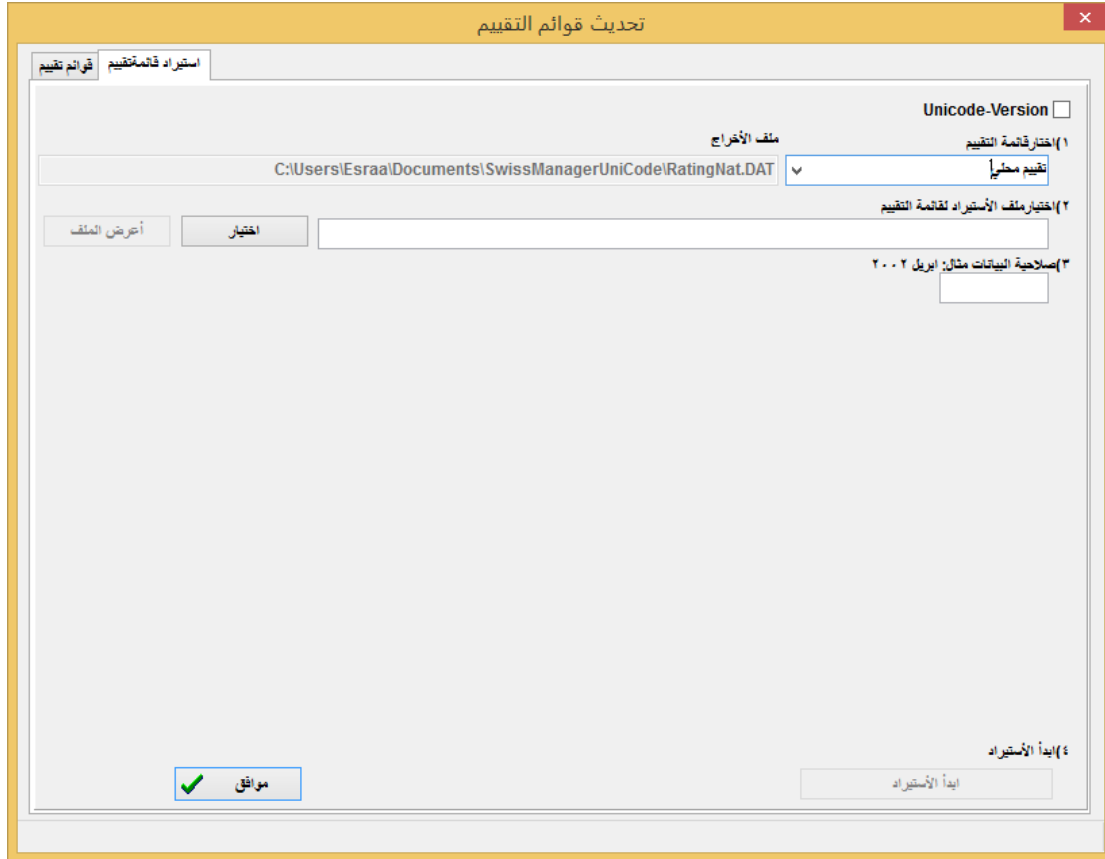 تحديث قوائم التقييم
استيراد قائمةتقييم
قوائم تقييم
Unicode-Version
١)اختارقائمة التقييم
ملف الأخراج
تقييم محلي
C:\Users\Esraa\Documents\SwissManagerUniCode\RatingNat.DAT
٢)اختيارملف الأستيراد لقائمة التقييم
اختيار
أعرض الملف
٣)صلاحية البيانات مثال: ابريل ٢٠٠٢
٤)ابدأ الأستيراد
ابدأ الأستيراد
موافق